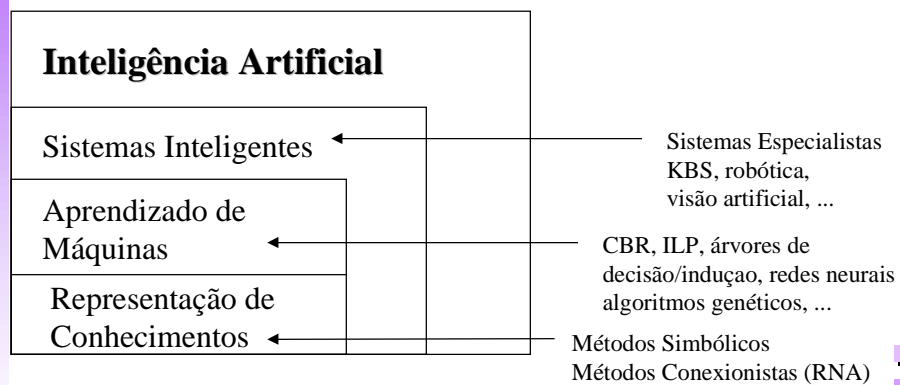 Inteligência Artificial
Sistemas Inteligentes
Sistemas Especialistas
KBS, robótica,
visão artificial, ...
Aprendizado de
Máquinas
CBR, ILP, árvores de
decisão/induçao, redes neurais
algoritmos genéticos, ...
Representação de
Conhecimentos
Métodos Simbólicos
Métodos Conexionistas (RNA)